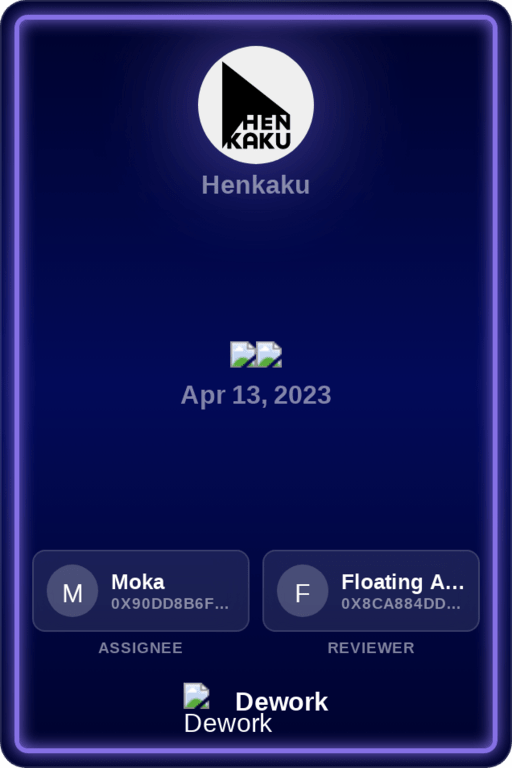 HEN
KAKU
Henkaku
Apr 13, 2023
Moka
0X90DD8B6F...
ASSIGNEE
Floating A...
0X8CA884DD...
REVIEWER
M
F
Dework
Dework